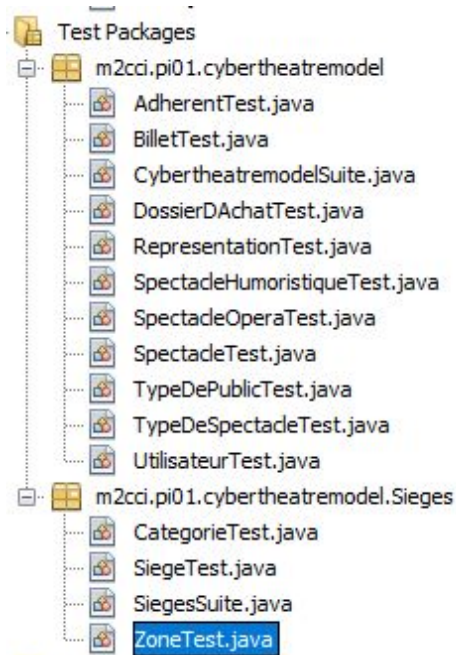 Test Packages
m2cci.pi01.cybertheatremodel
AdherentTest.java
BilletTest.java
CybertheatremodelSuite.java
DossierDAchatTest.java
RepresentationTest.java
SpectacleHumoristiqueTest.java
SpectacleOperaTest.java
SpectacleTest.java
TypeDePublicTest.java
TypeDeSpectacleTest.java
UtilisateurTest.java
m2cci.pi01.cybertheatremodel.Sieges
CategorieTest.java
SiegeTest.java
SiegesSuite.java
ZoneTest.java